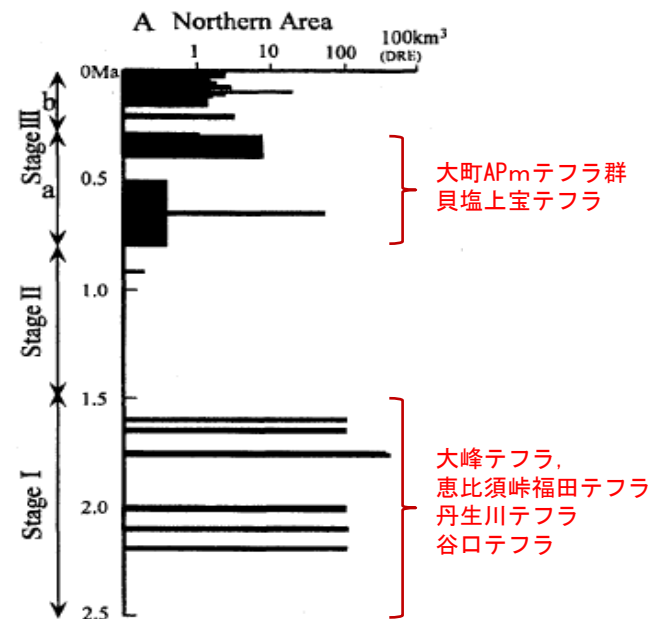 A Northern Area
1 10 100 100km³
(DRE)
0Ma
0.5
1.0
1.5
2.0
2.5
Stage III
b
a
Stage II
Stage I
大町APmテフラ群
貝塩上宝テフラ
大峰テフラ,
恵比須峠福田テフラ
丹生川テフラ
谷口テフラ